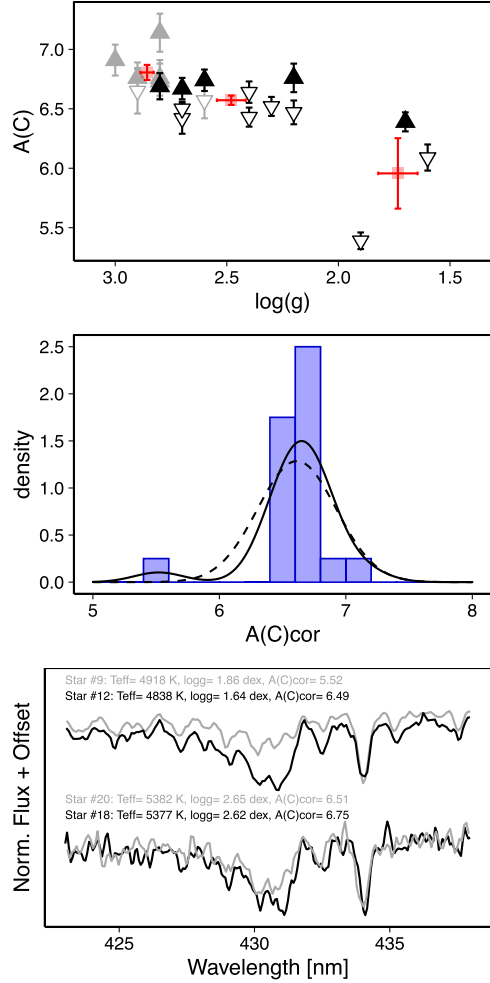 7.0
6.5
6.0
5.5
A(C)
3.0 2.5 2.0 1.5
log(g)
2.5
2.0
1.5
1.0
0.5
0.0
density
5 6 7 8
A(C)cor
Star #9: Teff= 4918 K, logg= 1.86 dex, A(C)cor= 5.52
Star #12: Teff= 4838 K, logg= 1.64 dex, A(C)cor= 6.49
Star #20: Teff= 5382 K, logg= 2.65 dex, A(C)cor= 6.51
Star #18: Teff= 5377 K, logg= 2.62 dex, A(C)cor= 6.75
Norm. Flux + Offset
425 430 435
Wavelength [nm]